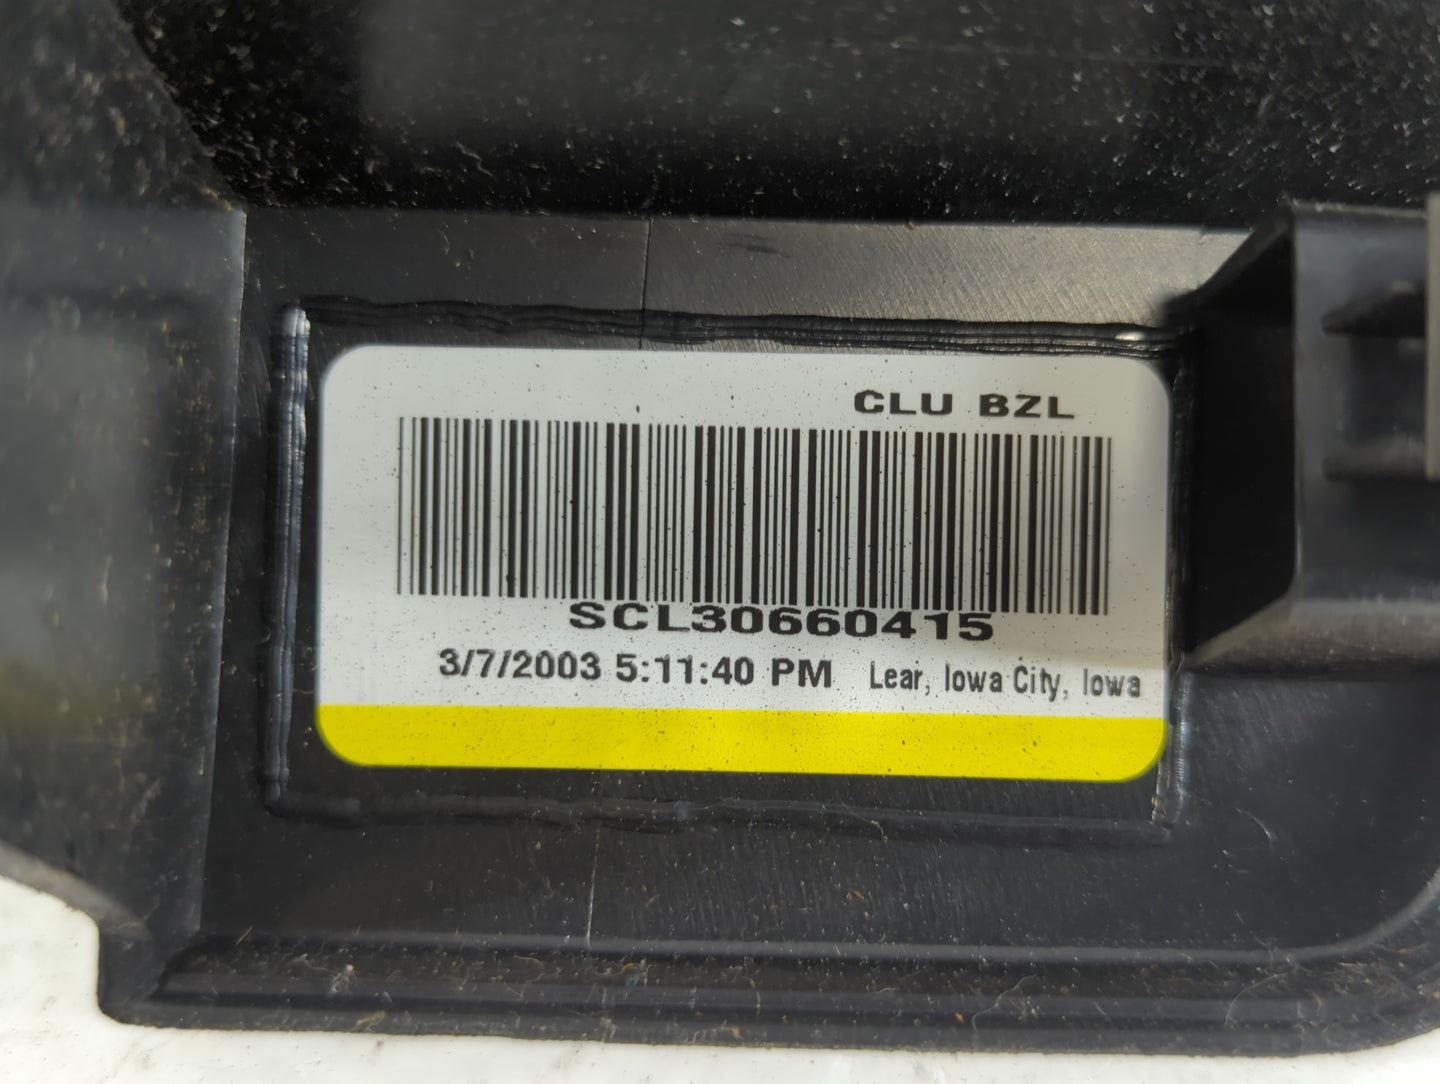 CLU BZL
SCL30660415
3/7/2003 5:11:40 PM Lear, Iowa City, Iowa